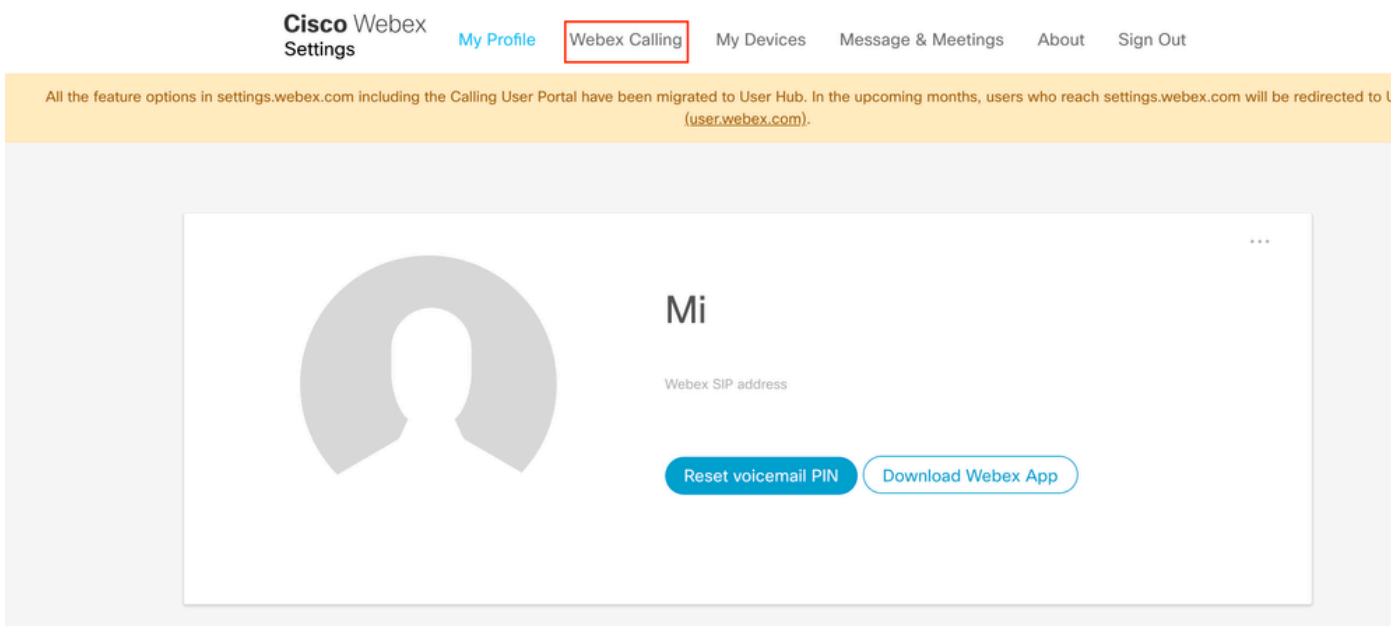 Cisco Webex
Settings
My Profile Webex Calling My Devices Message & Meetings About Sign Out
All the feature options in settings.webex.com including the Calling User Portal have been migrated to User Hub. In the upcoming months, users who reach settings.webex.com will be redirected to
(user.webex.com).
...
Mi
Webex SIP address
Reset voicemail PIN Download Webex App